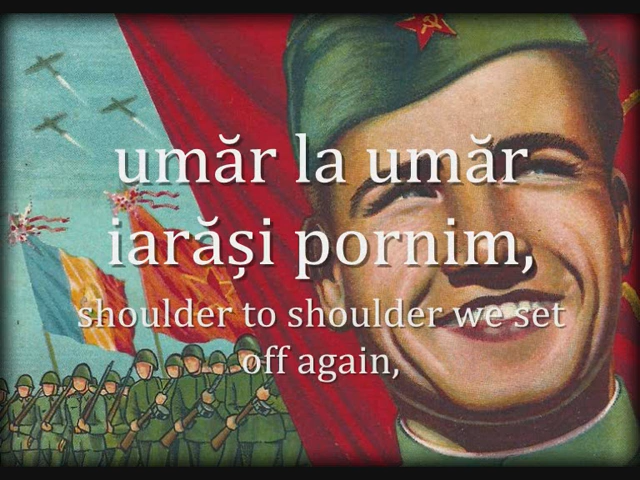 umăr la umăr
iarăși pornim,
shoulder to shoulder we set
off again,